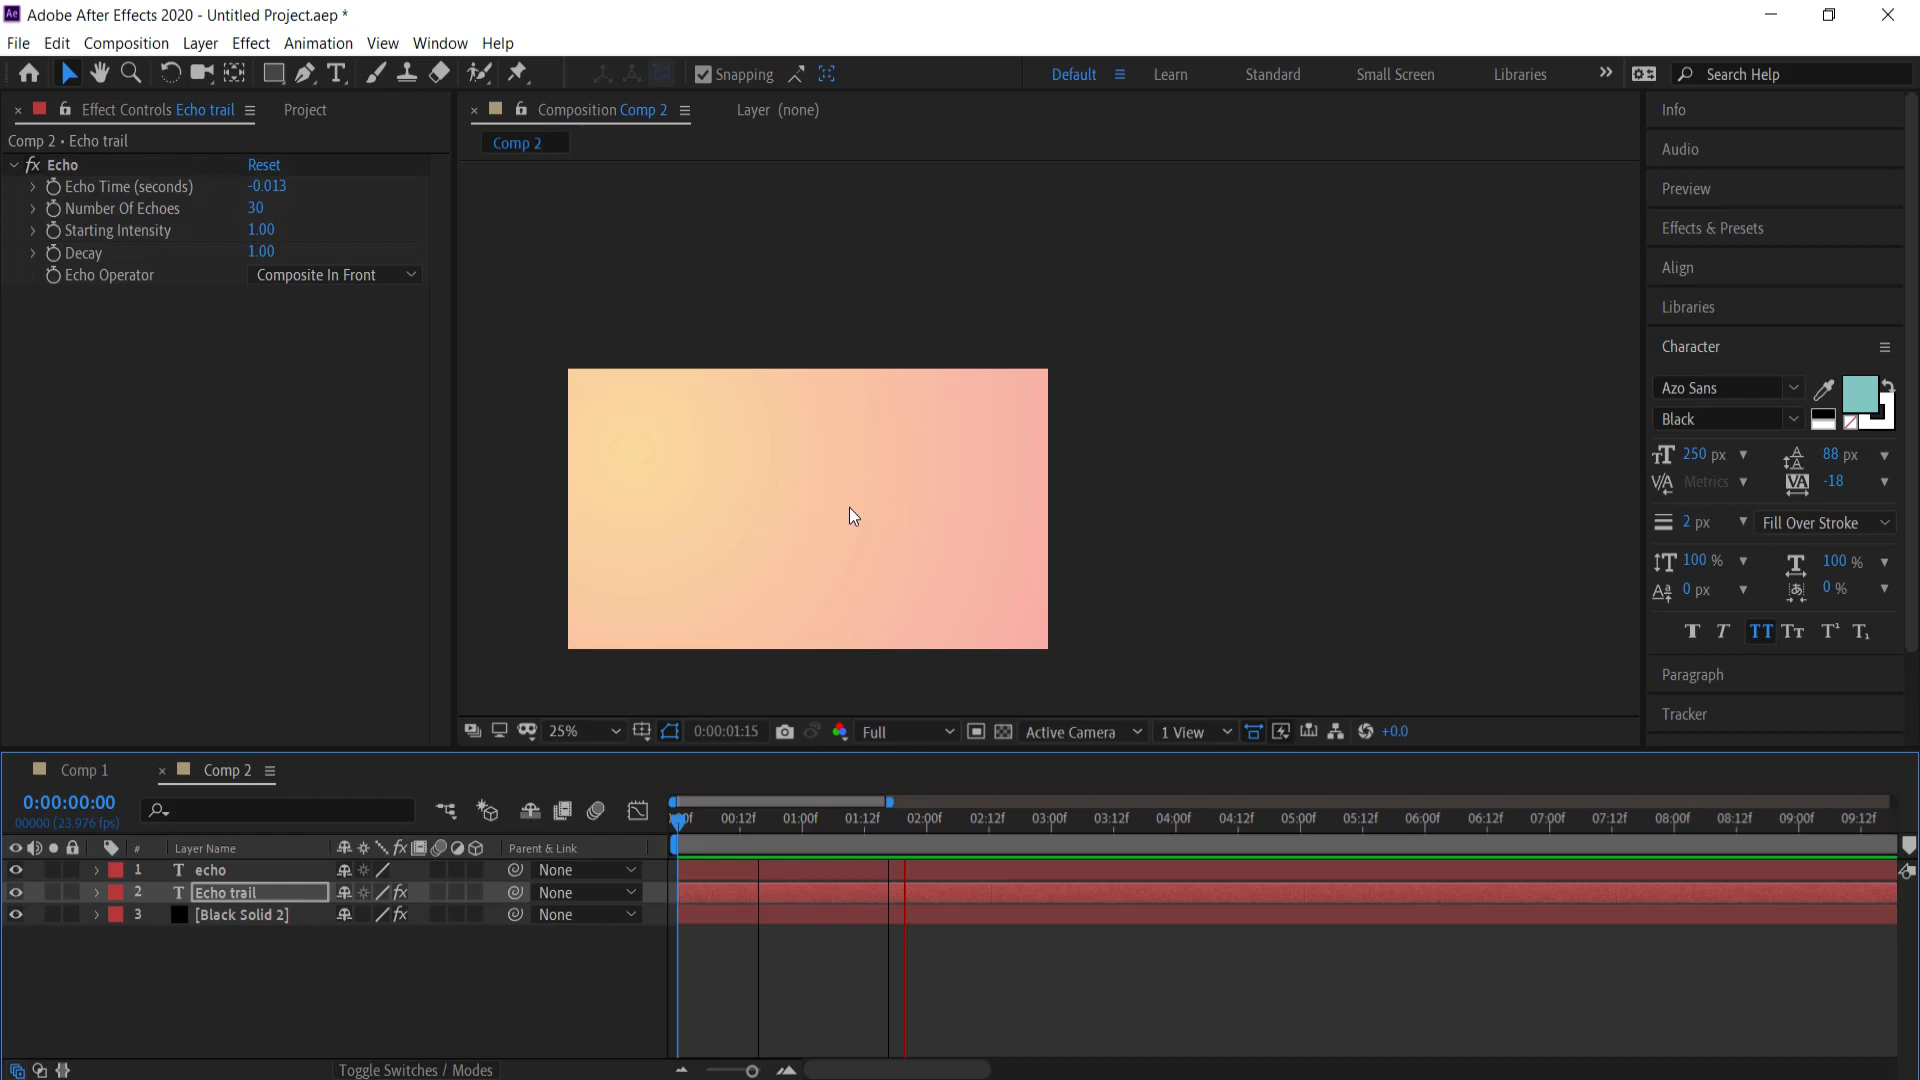 Adobe After Effects 2020 - Untitled Project.aep *
File Edit Composition Layer Effect Animation View Window Help
Snapping Default Learn Standard Small Screen Libraries Search Help
Effect Controls Echo trail Project
Comp 2 • Echo trail
fx Echo Reset
Echo Time (seconds) -0.013
Number Of Echoes 30
Starting Intensity 1.00
Decay 1.00
Echo Operator Composite In Front
Composition Comp 2 Layer (none)
Comp 2
25% 0:00:01:15 Full Active Camera 1 View +0.0
Info
Audio
Preview
Effects & Presets
Align
Libraries
Character
Azo Sans
Black
250 px 88 px
Metrics -18
2 px Fill Over Stroke
100 % 100 %
0 px 0 %
Paragraph
Tracker
Comp 1 Comp 2
0:00:00:00
00000 (23.976 fps)
00:12f 01:00f 01:12f 02:00f 02:12f 03:00f 03:12f 04:00f 04:12f 05:00f 05:12f 06:00f 06:12f 07:00f 07:12f 08:00f 08:12f 09:00f 09:12f
# Layer Name Parent & Link
1 T echo None
2 T Echo trail fx None
3 [Black Solid 2] fx None
Toggle Switches / Modes